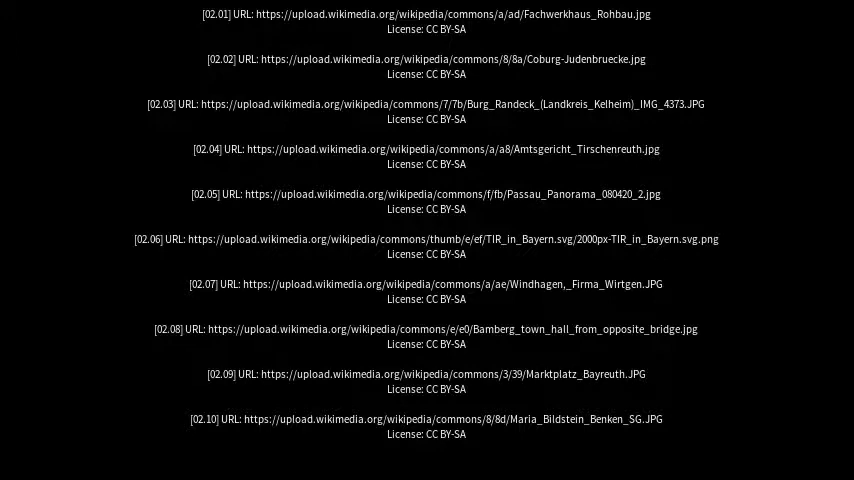 [02.01] URL: https://upload.wikimedia.org/wikipedia/commons/a/ad/Fachwerkhaus_Rohbau.jpg
License: CC BY-SA
[02.02] URL: https://upload.wikimedia.org/wikipedia/commons/8/8a/Coburg-Judenbruecke.jpg
License: CC BY-SA
[02.03] URL: https://upload.wikimedia.org/wikipedia/commons/7/7b/Burg_Randeck_(Landkreis_Kelheim)_IMG_4373.JPG
License: CC BY-SA
[02.04] URL: https://upload.wikimedia.org/wikipedia/commons/a/a8/Amtsgericht_Tirschenreuth.jpg
License: CC BY-SA
[02.05] URL: https://upload.wikimedia.org/wikipedia/commons/f/fb/Passau_Panorama_080420_2.jpg
License: CC BY-SA
[02.06] URL: https://upload.wikimedia.org/wikipedia/commons/thumb/e/ef/TIR_in_Bayern.svg/2000px-TIR_in_Bayern.svg.png
License: CC BY-SA
[02.07] URL: https://upload.wikimedia.org/wikipedia/commons/a/ae/Windhagen,_Firma_Wirtgen.JPG
License: CC BY-SA
[02.08] URL: https://upload.wikimedia.org/wikipedia/commons/e/e0/Bamberg_town_hall_from_opposite_bridge.jpg
License: CC BY-SA
[02.09] URL: https://upload.wikimedia.org/wikipedia/commons/3/39/Marktplatz_Bayreuth.JPG
License: CC BY-SA
[02.10] URL: https://upload.wikimedia.org/wikipedia/commons/8/8d/Maria_Bildstein_Benken_SG.JPG
License: CC BY-SA